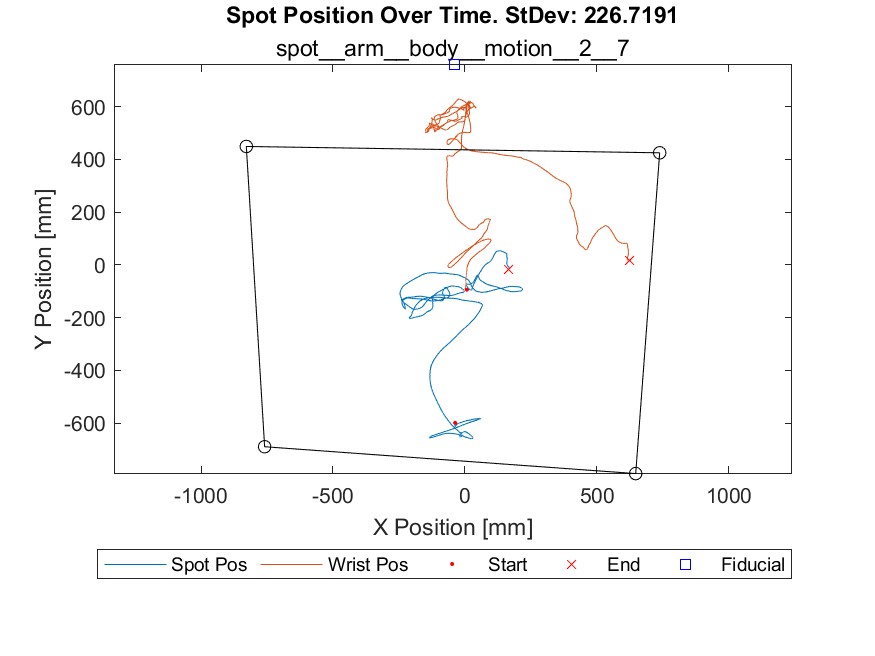 Spot Position Over Time. StDev: 226.7191
spot__arm__body__motion__2__7
600
400
200
0
-200
-400
-600
Y Position [mm]
-1000 -500 0 500 1000
X Position [mm]
Spot Pos Wrist Pos Start End Fiducial